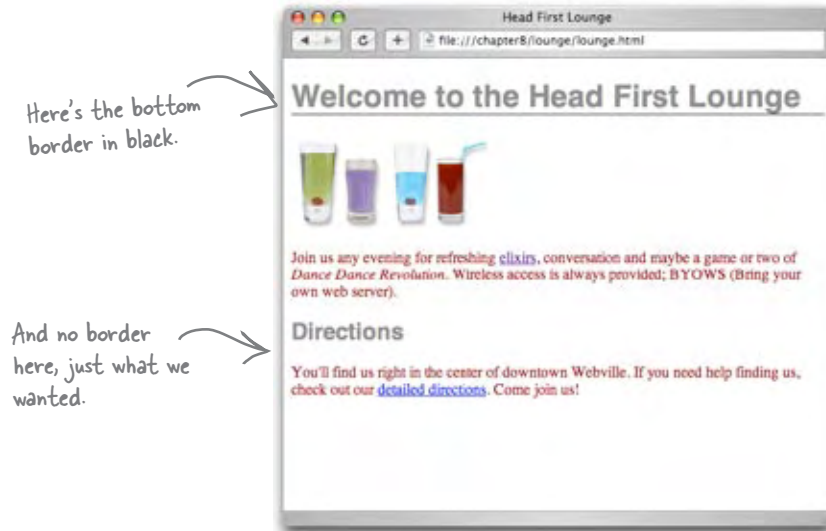 Head First Lounge
file:///chapter8/lounge/lounge.html
Here's the bottom
border in black.
Welcome to the Head First Lounge
Join us any evening for refreshing elixirs, conversation and maybe a game or two of
Dance Dance Revolution. Wireless access is always provided; BYOWS (Bring your
own web server).
And no border
here, just what we
wanted.
Directions
You'll find us right in the center of downtown Webville. If you need help finding us,
check out our detailed directions. Come join us!